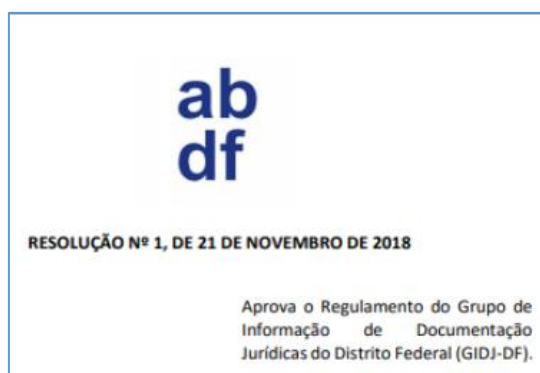 ab
df
RESOLUÇÃO Nº 1, DE 21 DE NOVEMBRO DE 2018
Aprova o Regulamento do Grupo de
Informação de Documentação
Jurídicas do Distrito Federal (GIDJ-DF).